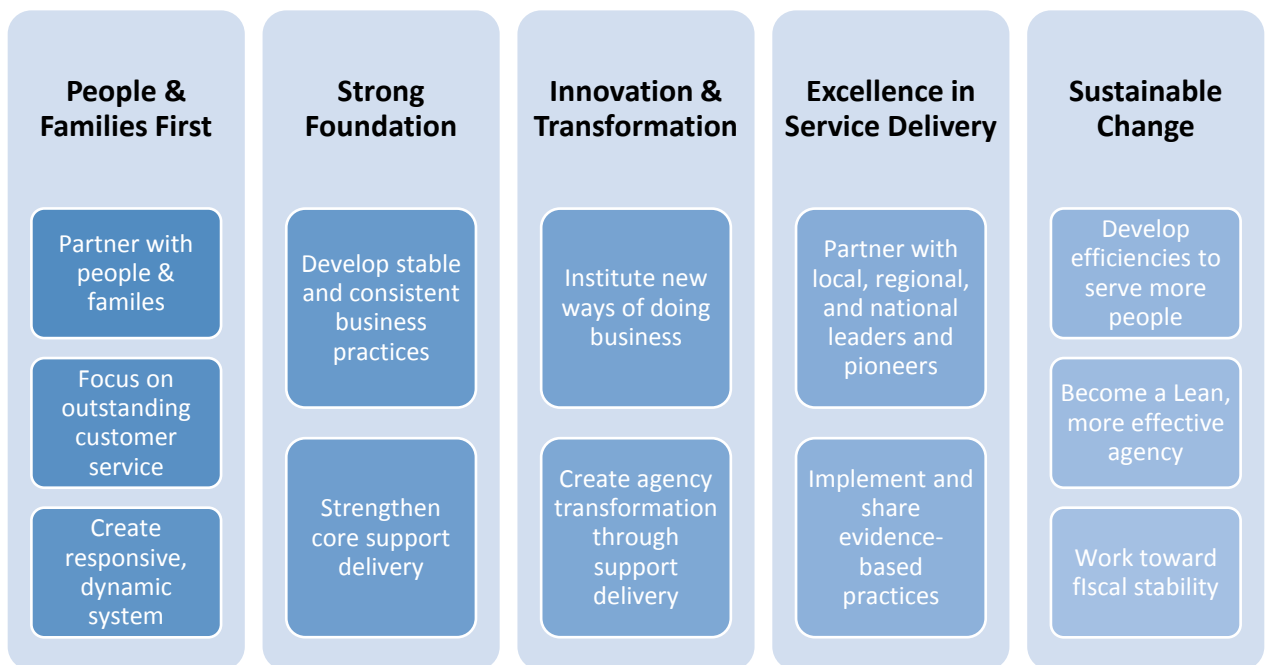 People &
Families First
Partner with
people &
familes
Focus on
outstanding
customer
service
Create
responsive,
dynamic
system
Strong
Foundation
Develop stable
and consistent
business
practices
Strengthen
core support
delivery
Innovation &
Transformation
Institute new
ways of doing
business
Create agency
transformation
through
support
delivery
Excellence in
Service Delivery
Partner with
local, regional,
and national
leaders and
pioneers
Implement and
share
evidence-
based
practices
Sustainable
Change
Develop
efficiencies to
serve more
people
Become a Lean,
more effective
agency
Work toward
fIscal stability